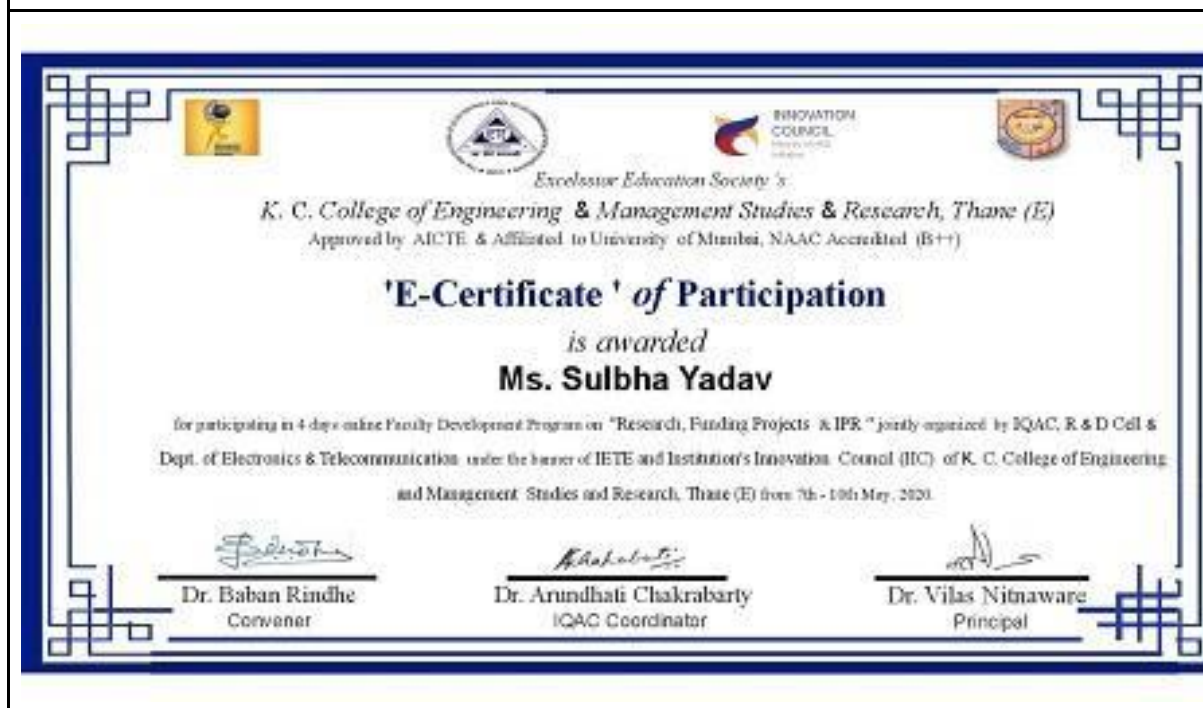 INNOVATION
COUNCIL
Excelssior Education Society 's
K. C. College of Engineering & Management Studies & Research, Thane (E)
Approved by AICTE & Affiliated to University of Mumbai, NAAC Accredited (B++)
'E-Certificate ' of Participation
is awarded
Ms. Sulbha Yadav
for participating in 4 days online Faculty Development Program on "Research, Funding Projects & IPR " jointly organized by IQAC, R & D Cell &
Dept. of Electronics & Telecommunication under the banner of IETE and Institution's Innovation Council (IIC) of K. C. College of Engineering
and Management Studies and Research, Thane (E) from 7th - 10th May, 2020.
Dr. Baban Rindhe
Dr. Arundhati Chakrabarty
Dr. Vilas Nitnaware
Convener
IQAC Coordinator
Principal